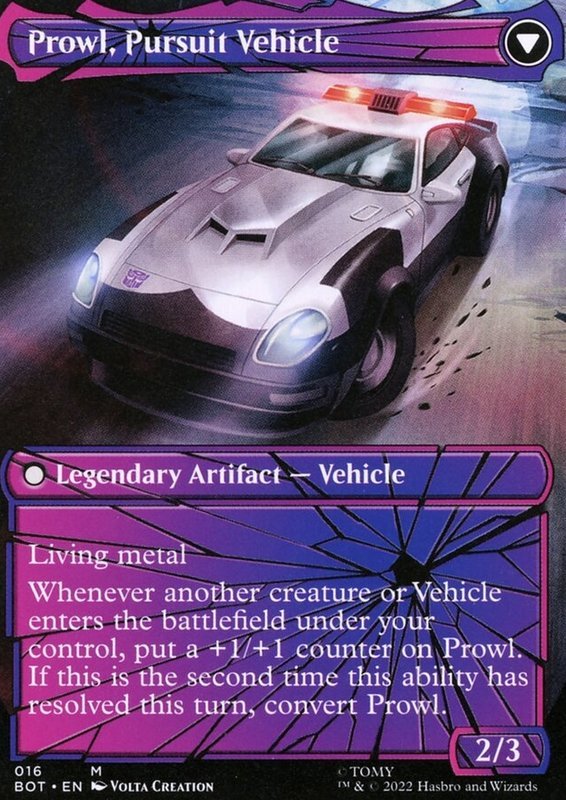 Prowl, Pursuit Vehicle
Legendary Artifact — Vehicle
Living metal
Whenever another creature or Vehicle
enters the battlefield under your
control, put a +1/+1 counter on Prowl.
If this is the second time this ability has
resolved this turn, convert Prowl.
2/3
016 M
BOT • EN VOLTA CREATION
© TOMY
™ & © 2022 Hasbro and Wizards